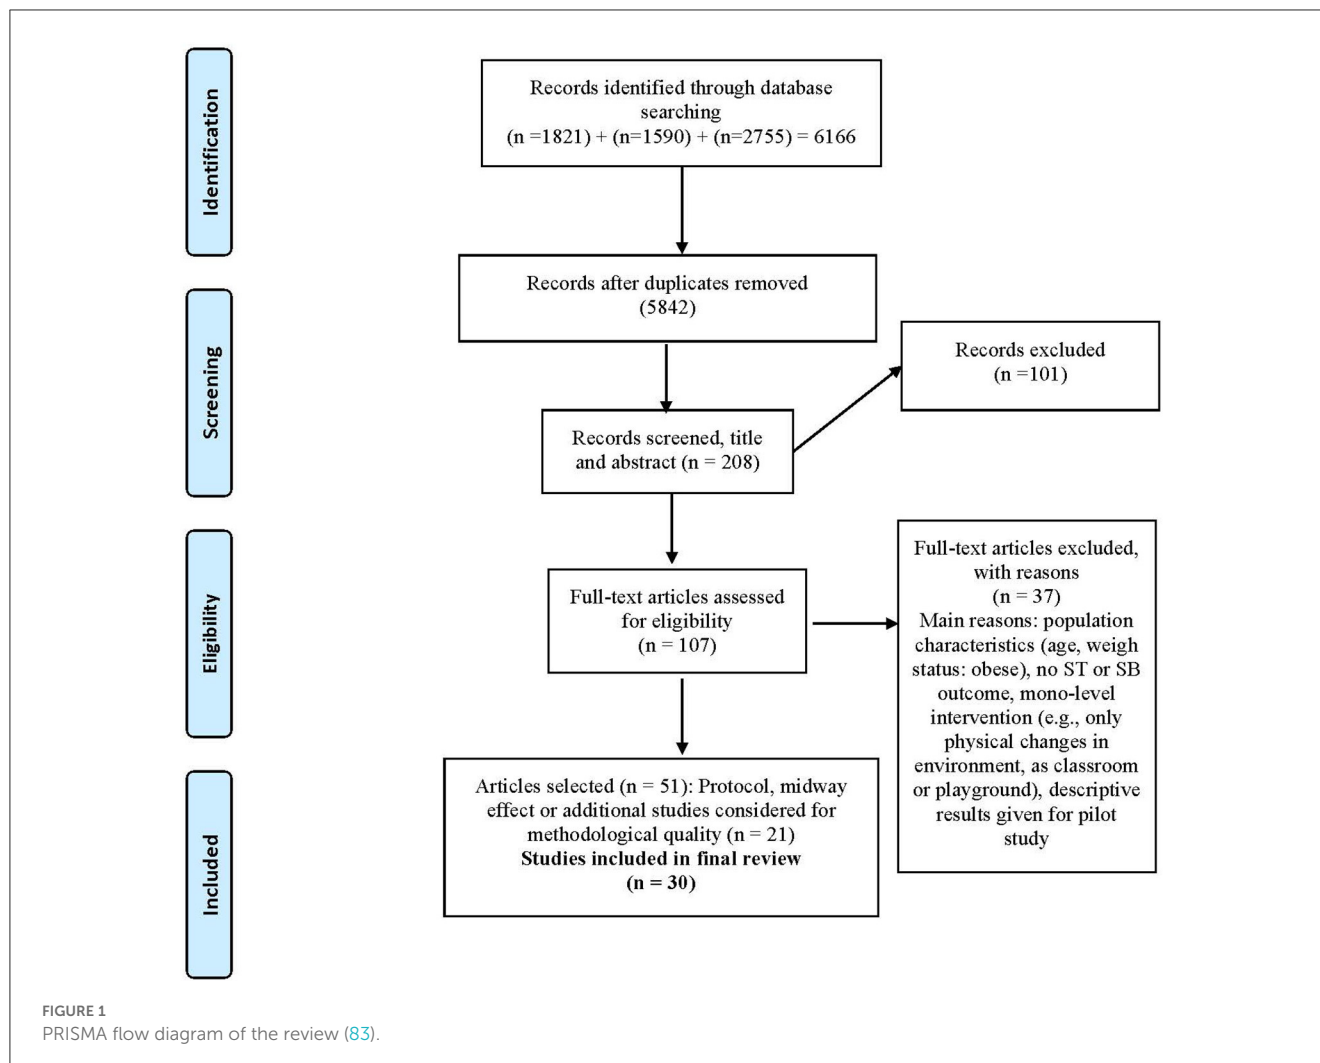 Identification
Records identified through database
searching
(n =1821) + (n=1590) + (n=2755) = 6166
Records after duplicates removed
(5842)
Screening
Records excluded
(n =101)
Records screened, title
and abstract (n = 208)
Eligibility
Full-text articles assessed
for eligibility
(n = 107)
Full-text articles excluded,
with reasons
(n = 37)
Main reasons: population
characteristics (age, weigh
status: obese), no ST or SB
outcome, mono-level
intervention (e.g., only
physical changes in
environment, as classroom
or playground), descriptive
results given for pilot
study
Included
Articles selected (n = 51): Protocol, midway
effect or additional studies considered for
methodological quality (n = 21)
Studies included in final review
(n = 30)
FIGURE 1
PRISMA flow diagram of the review (83).